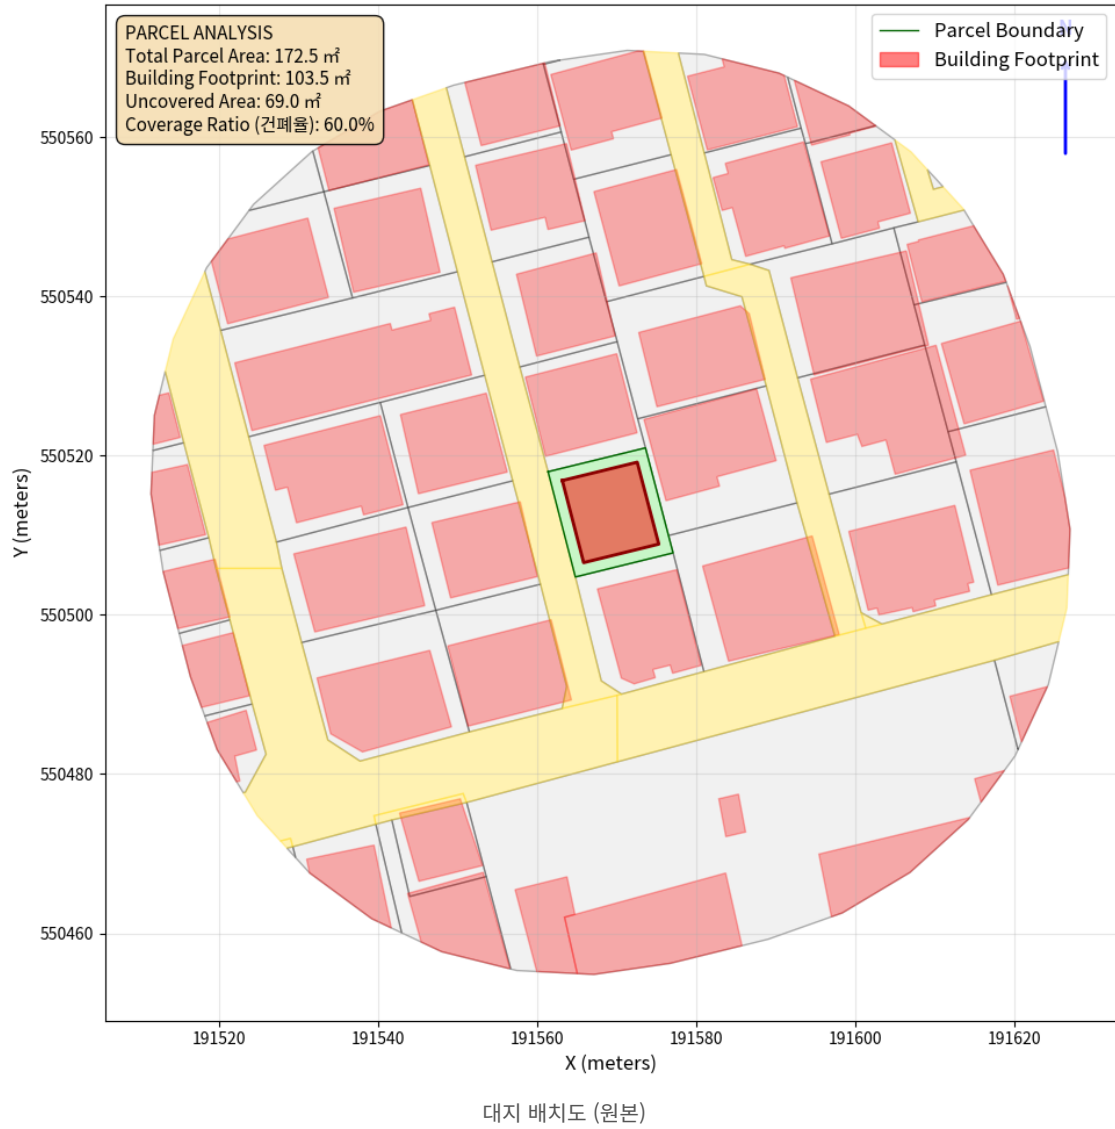 PARCEL ANALYSIS
Total Parcel Area: 172.5 ㎡
Building Footprint: 103.5 ㎡
Uncovered Area: 69.0 ㎡
Coverage Ratio (건폐율): 60.0%
N
Parcel Boundary
Building Footprint
550560
550540
550520
550500
550480
550460
Y (meters)
191520
191540
191560
191580
191600
191620
X (meters)
대지 배치도 (원본)